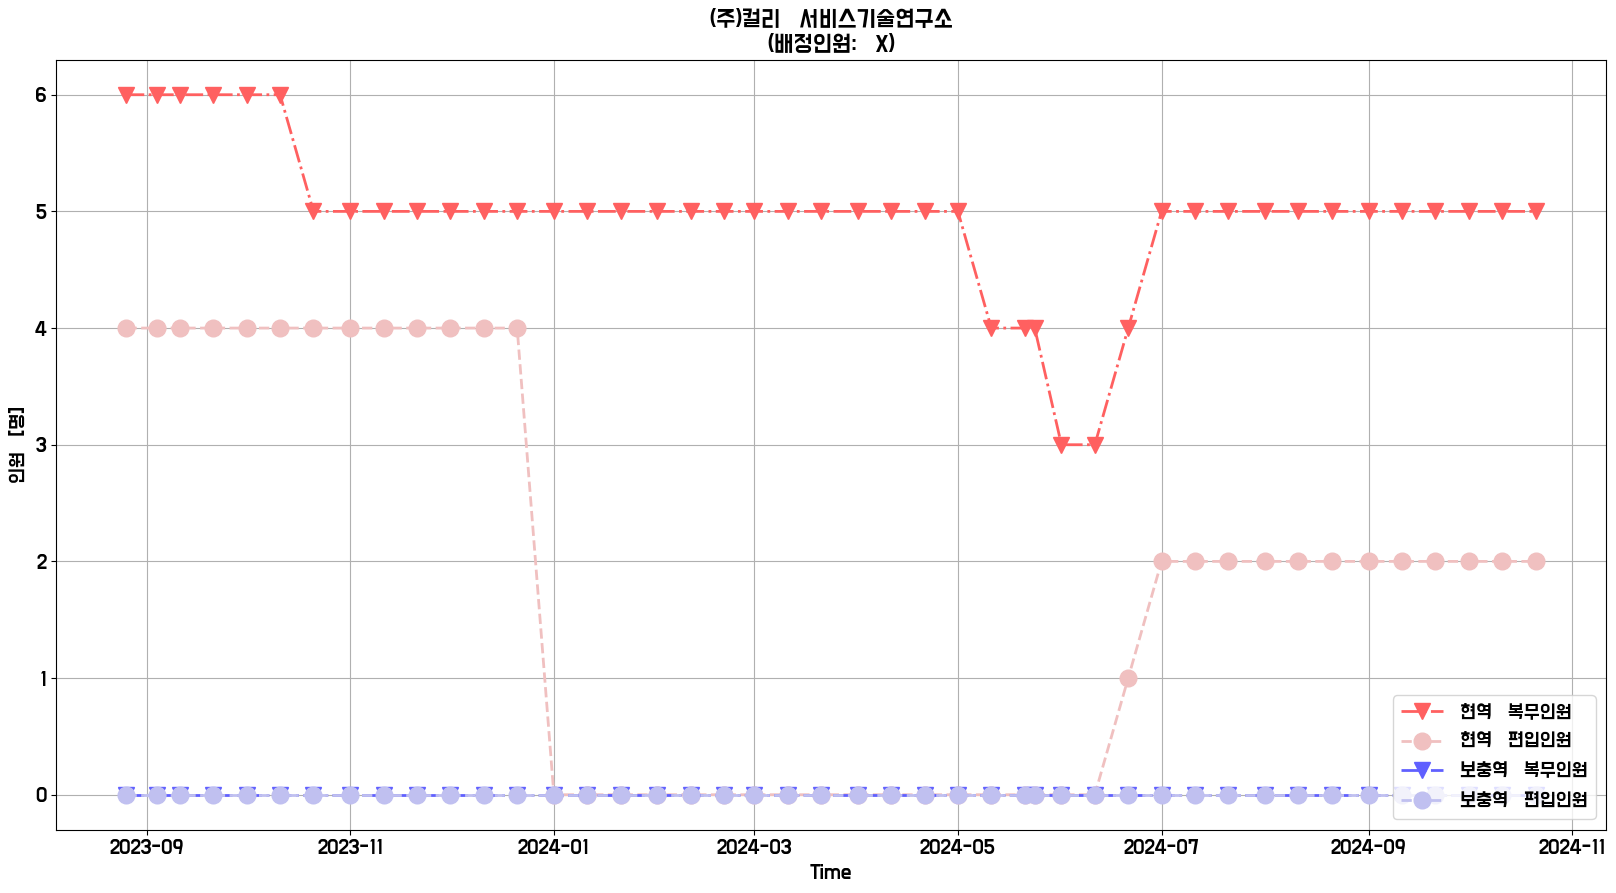 (주)컬리 서비스기술연구소
(배정인원: X)
6
5
4
3
2
1
0
인원 [명]
2023-09
2023-11
2024-01
2024-03
2024-05
2024-07
2024-09
2024-11
Time
현역 복무인원
현역 편입인원
보충역 복무인원
보충역 편입인원